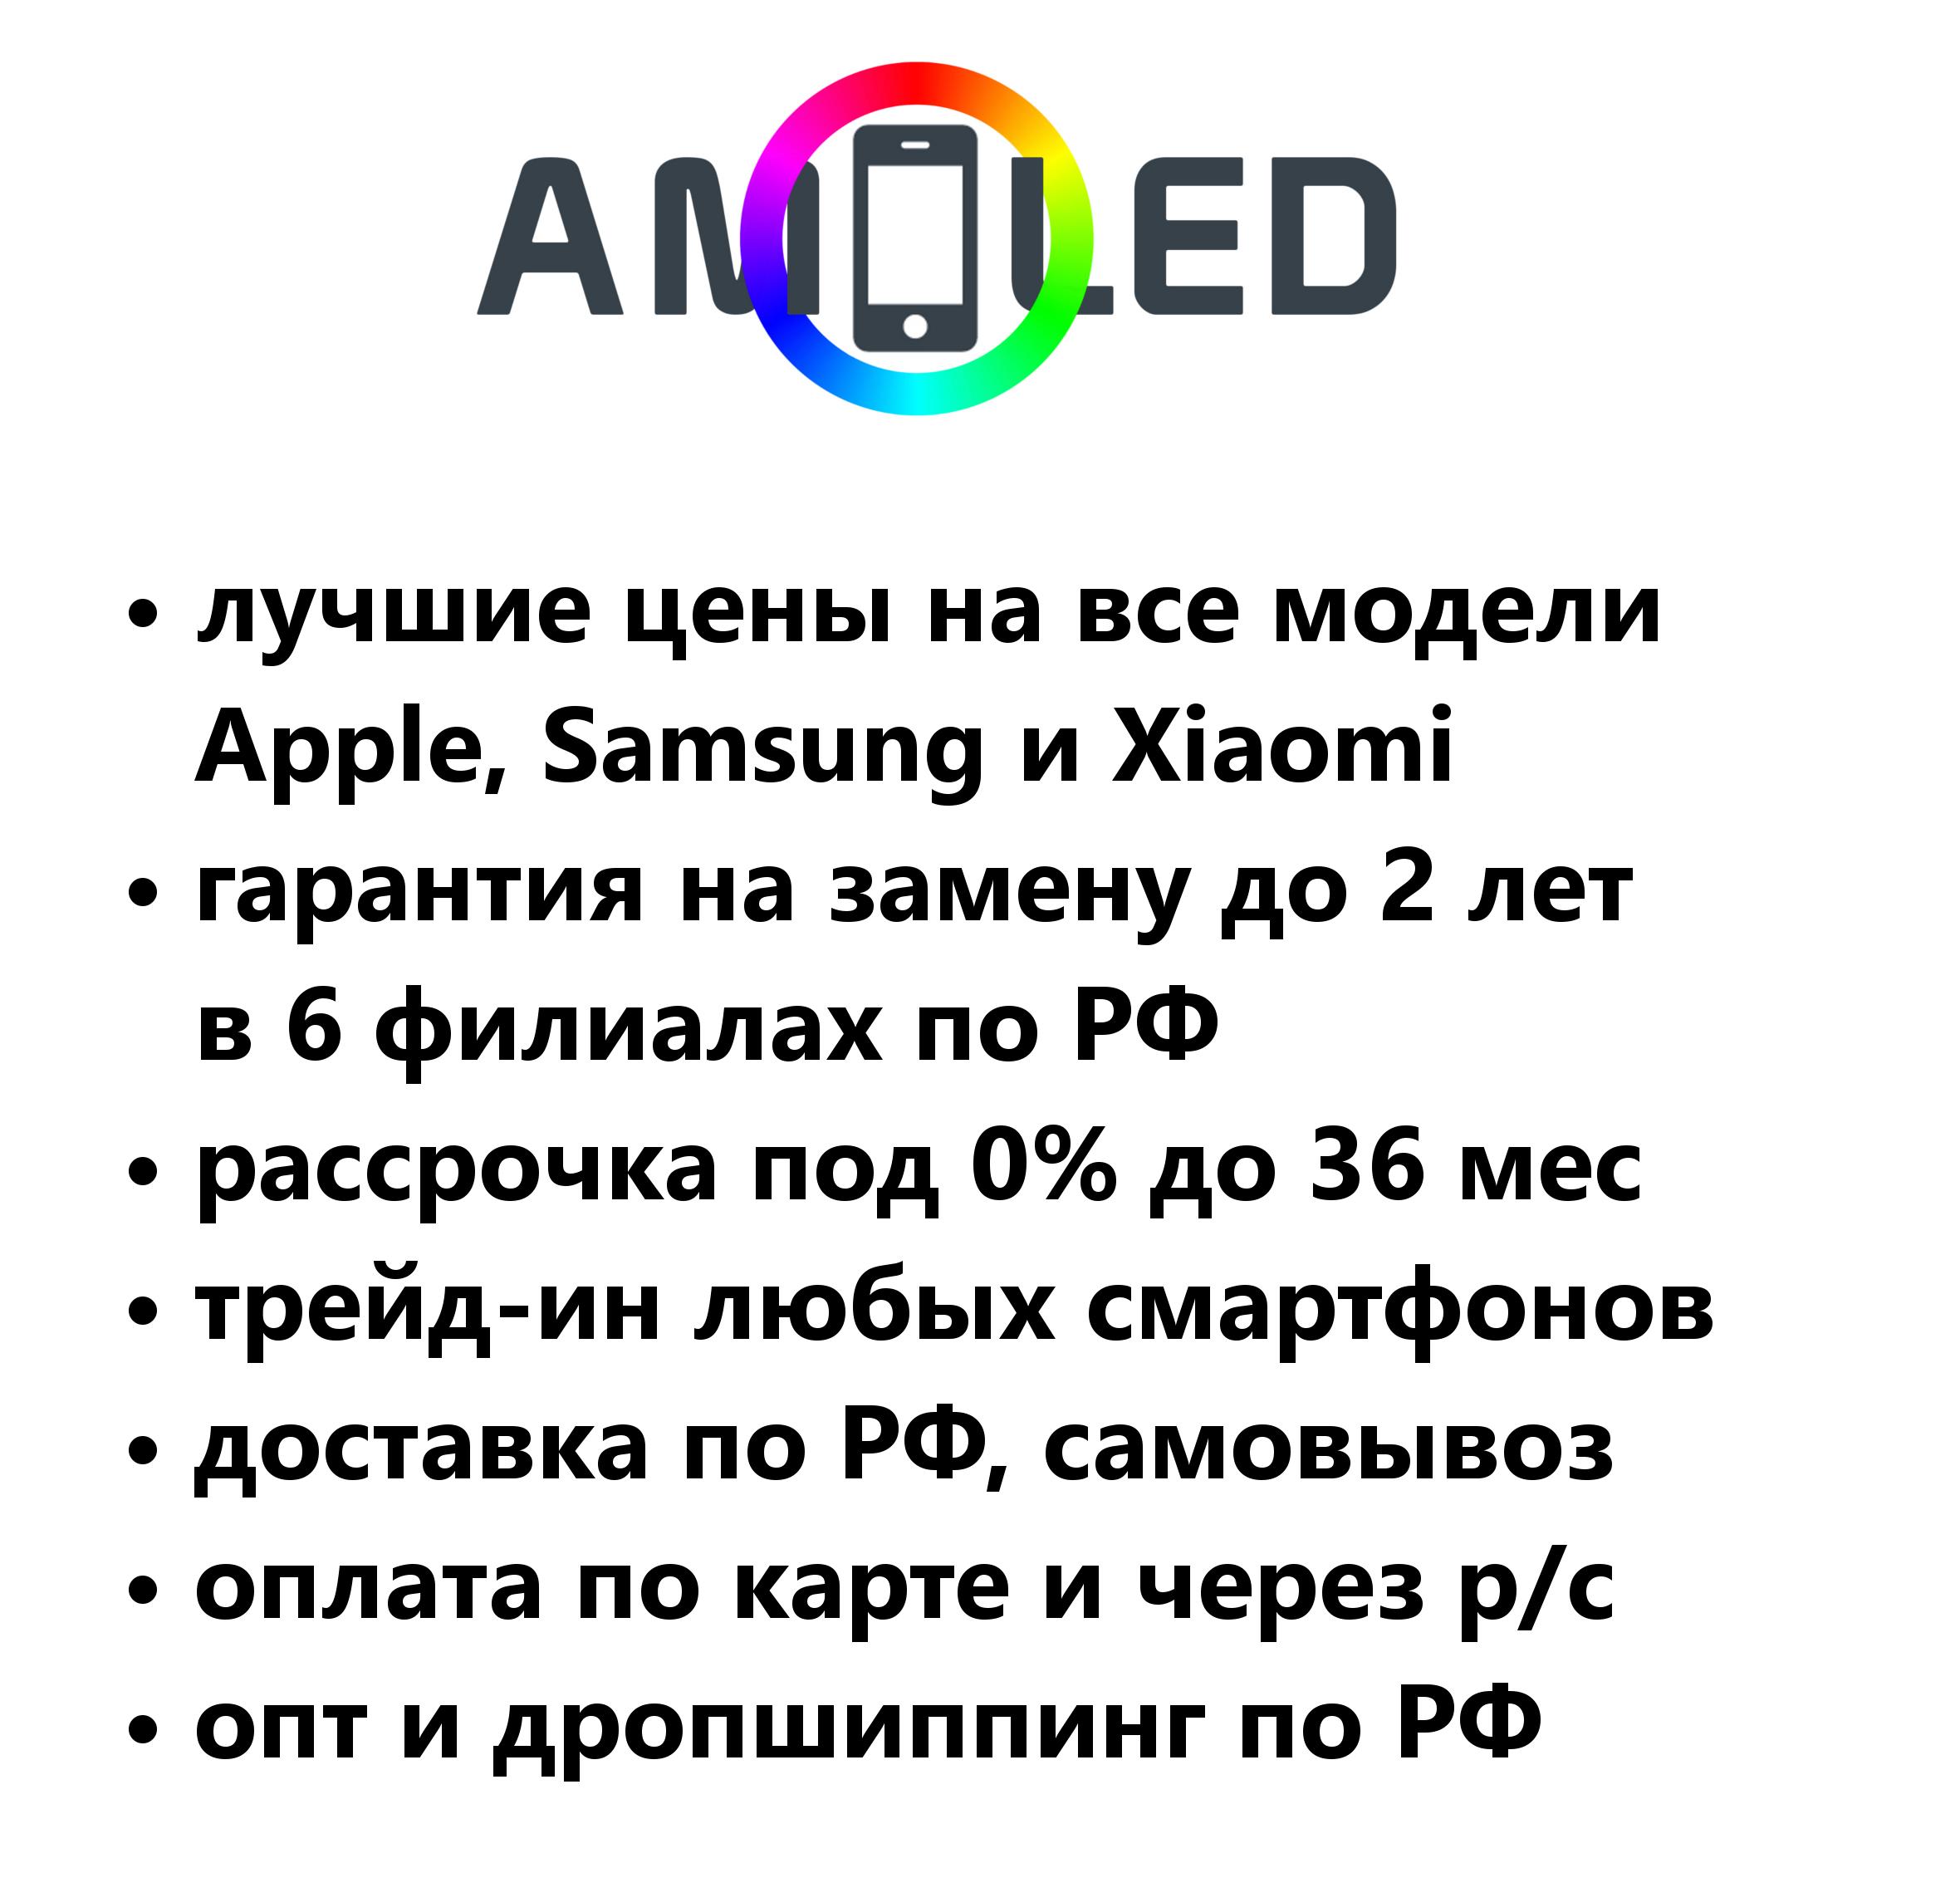 AMOLED
• лучшие цены на все модели
Apple, Samsung и Xiaomi
• гарантия на замену до 2 лет
в 6 филиалах по РФ
• рассрочка под 0% до 36 мес
• трейд-ин любых смартфонов
• доставка по РФ, самовывоз
• оплата по карте и через р/с
• опт и дропшиппинг по РФ